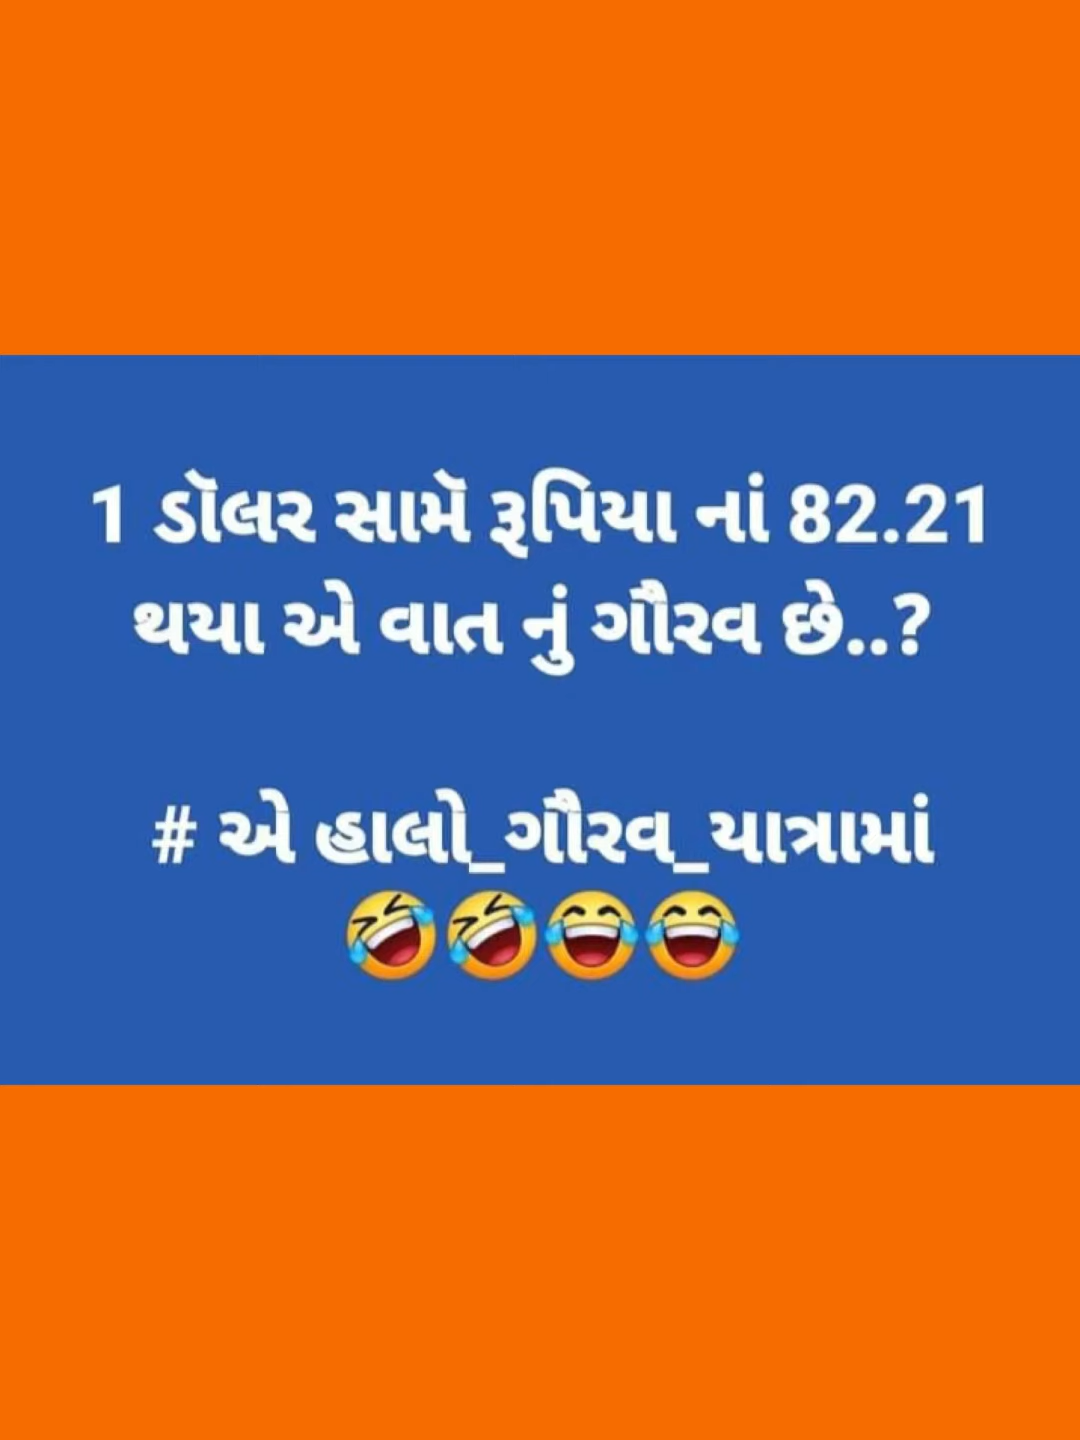 1 ડૉલર સામૅ રૂપિયા નાં 82.21
થયા એ વાત નું ગૌરવ છે..?
# એ હાલો_ગૌરવ_યાત્રામાં
🤣🤣😂😂